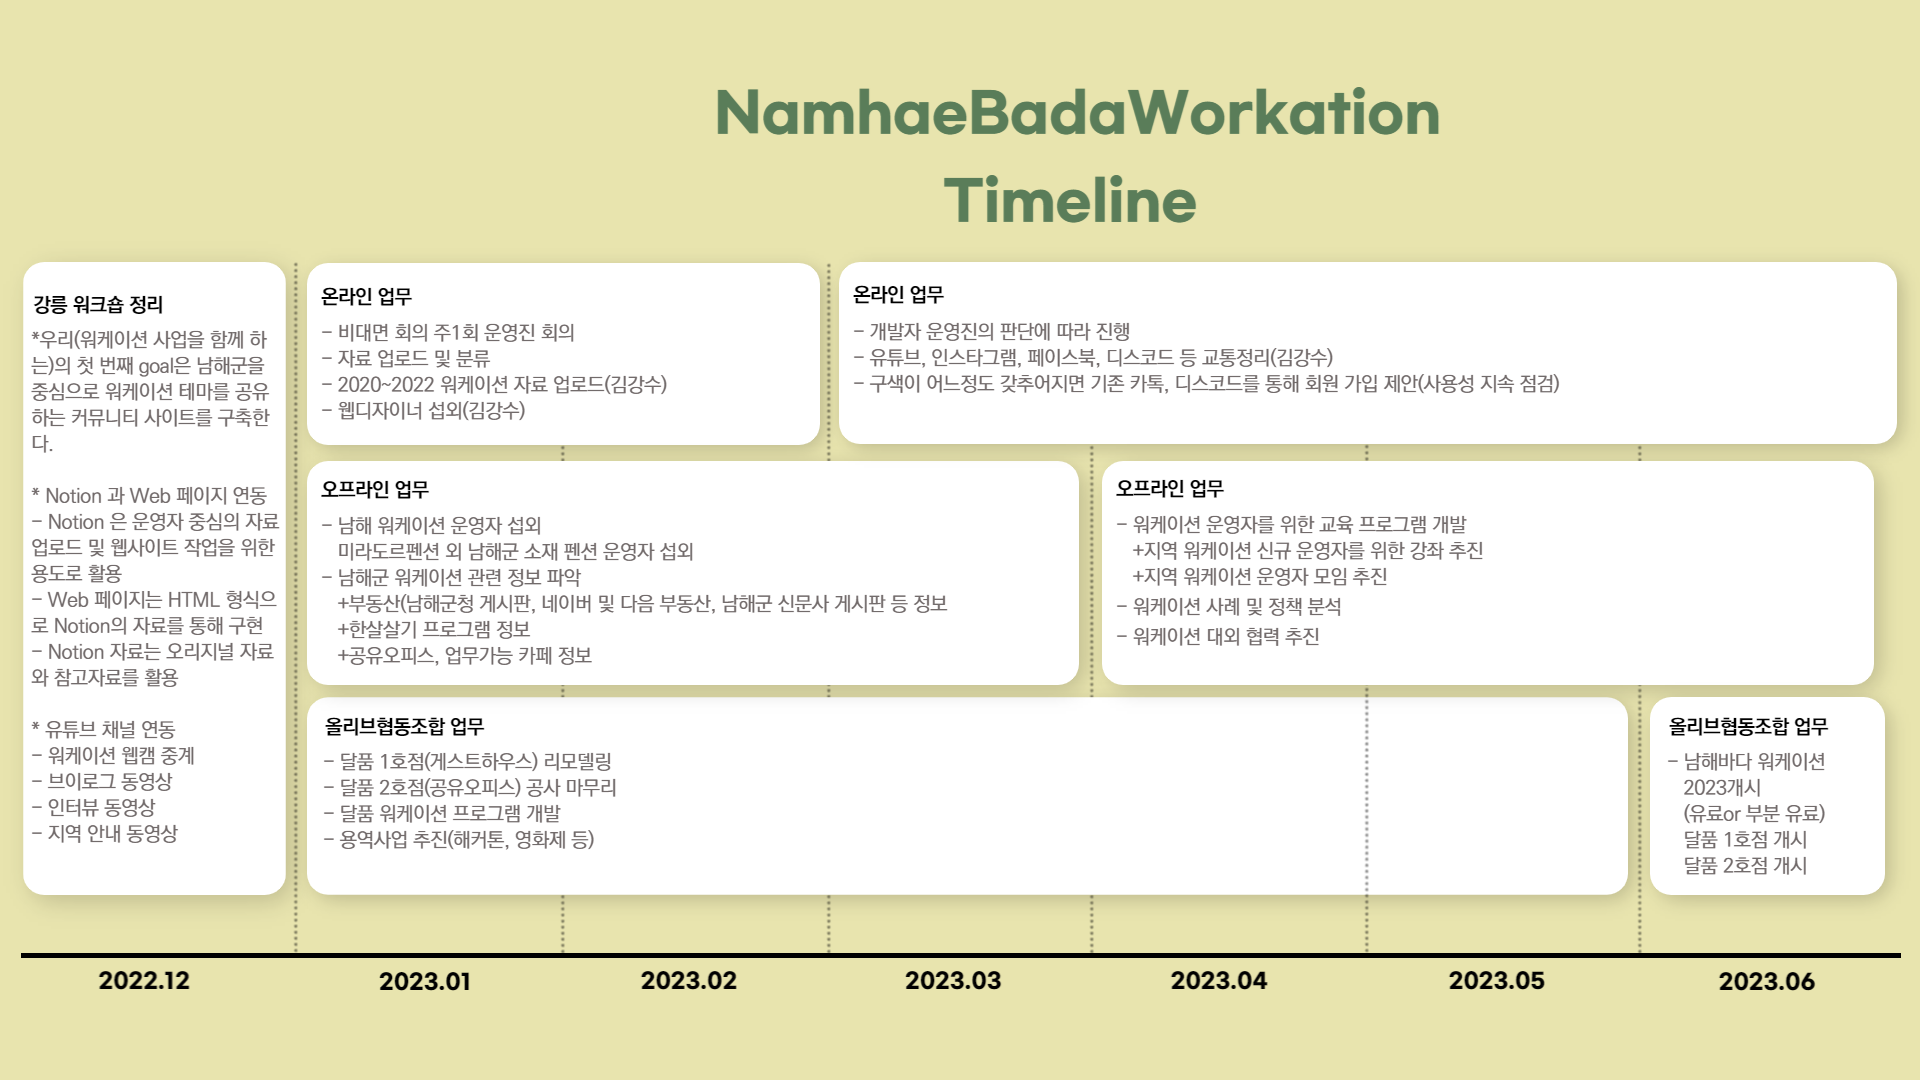 NamhaeBadaWorkation
Timeline
강릉 워크숍 정리
*우리(워케이션 사업을 함께 하
는)의 첫 번째 goal은 남해군을
중심으로 워케이션 테마를 공유
하는 커뮤니티 사이트를 구축한
다.
* Notion 과 Web 페이지 연동
- Notion 은 운영자 중심의 자료
업로드 및 웹사이트 작업을 위한
용도로 활용
- Web 페이지는 HTML 형식으
로 Notion의 자료를 통해 구현
- Notion 자료는 오리지널 자료
와 참고자료를 활용
* 유튜브 채널 연동
- 워케이션 웹캠 중계
- 브이로그 동영상
- 인터뷰 동영상
- 지역 안내 동영상
온라인 업무
- 비대면 회의 주1회 운영진 회의
- 자료 업로드 및 분류
- 2020~2022 워케이션 자료 업로드(김강수)
- 웹디자이너 섭외(김강수)
온라인 업무
- 개발자 운영진의 판단에 따라 진행
- 유튜브, 인스타그램, 페이스북, 디스코드 등 교통정리(김강수)
- 구색이 어느정도 갖추어지면 기존 카톡, 디스코드를 통해 회원 가입 제안(사용성 지속 점검)
오프라인 업무
- 남해 워케이션 운영자 섭외
미라도르펜션 외 남해군 소재 펜션 운영자 섭외
- 남해군 워케이션 관련 정보 파악
+부동산(남해군청 게시판, 네이버 및 다음 부동산, 남해군 신문사 게시판 등 정보
+한살살기 프로그램 정보
+공유오피스, 업무가능 카페 정보
오프라인 업무
- 워케이션 운영자를 위한 교육 프로그램 개발
+지역 워케이션 신규 운영자를 위한 강좌 추진
+지역 워케이션 운영자 모임 추진
- 워케이션 사례 및 정책 분석
- 워케이션 대외 협력 추진
올리브협동조합 업무
- 달품 1호점(게스트하우스) 리모델링
- 달품 2호점(공유오피스) 공사 마무리
- 달품 워케이션 프로그램 개발
- 용역사업 추진(해커톤, 영화제 등)
올리브협동조합 업무
- 남해바다 워케이션
2023개시
(유료or 부분 유료)
달품 1호점 개시
달품 2호점 개시
2022.12
2023.01
2023.02
2023.03
2023.04
2023.05
2023.06